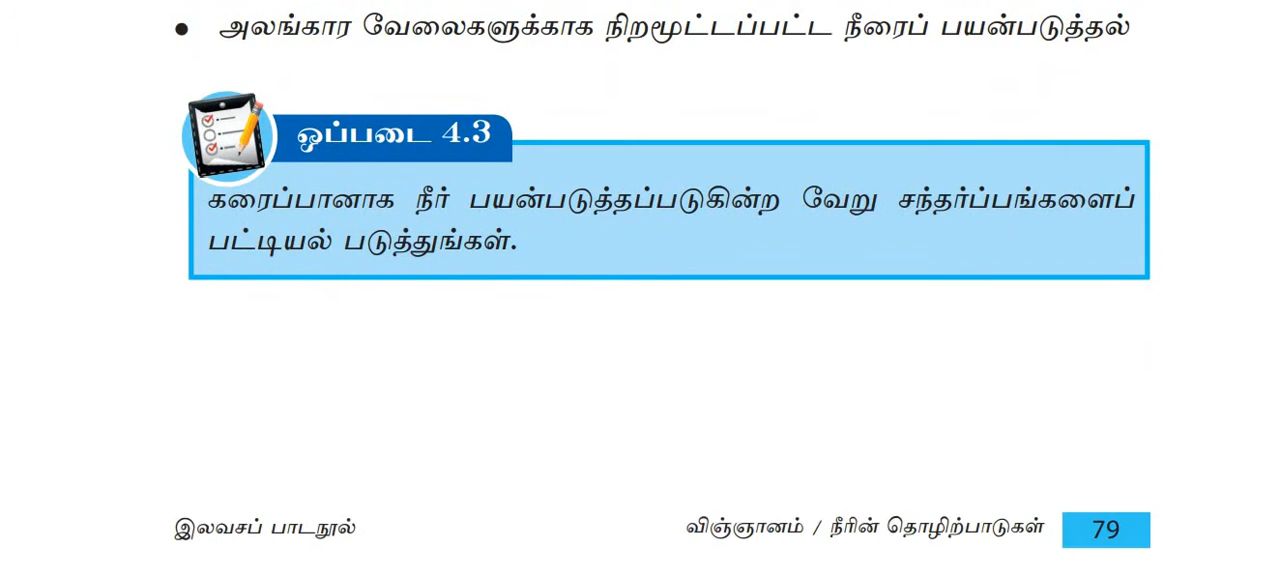 ● அலங்கார வேலைகளுக்காக நிறமூட்டப்பட்ட நீரைப் பயன்படுத்தல்
ஒப்படை 4.3
கரைப்பானாக நீர் பயன்படுத்தப்படுகின்ற வேறு சந்தர்ப்பங்களைப்
பட்டியல் படுத்துங்கள்.
இலவசப் பாடநூல்
விஞ்ஞானம் / நீரின் தொழிற்பாடுகள் 79